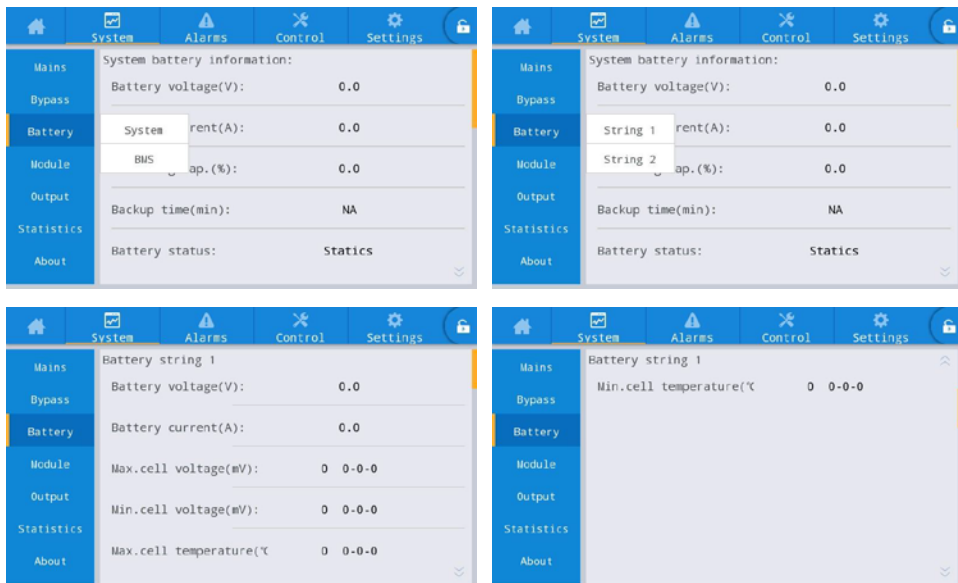 System Alarms Control Settings
Mains
Bypass
Battery
Module
Output
Statistics
About
System battery information:
Battery voltage(V): 0.0
System
BMS
rent(A): 0.0
ap.(%): 0.0
Backup time(min): NA
Battery status: Statics
System Alarms Control Settings
Mains
Bypass
Battery
Module
Output
Statistics
About
System battery information:
Battery voltage(V): 0.0
String 1
String 2
rent(A): 0.0
ap.(%): 0.0
Backup time(min): NA
Battery status: Statics
System Alarms Control Settings
Mains
Bypass
Battery
Module
Output
Statistics
About
Battery string 1
Battery voltage(V): 0.0
Battery current(A): 0.0
Max.cell voltage(mV): 0 0-0-0
Min.cell voltage(mV): 0 0-0-0
Max.cell temperature(℃ 0 0-0-0
System Alarms Control Settings
Mains
Bypass
Battery
Module
Output
Statistics
About
Battery string 1
Min.cell temperature(℃ 0 0-0-0